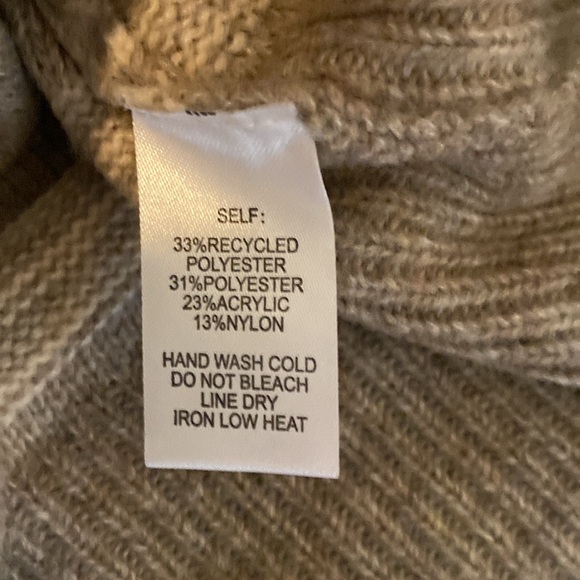 SELF:
33%RECYCLED
POLYESTER
31%POLYESTER
23%ACRYLIC
13%NYLON
HAND WASH COLD
DO NOT BLEACH
LINE DRY
IRON LOW HEAT